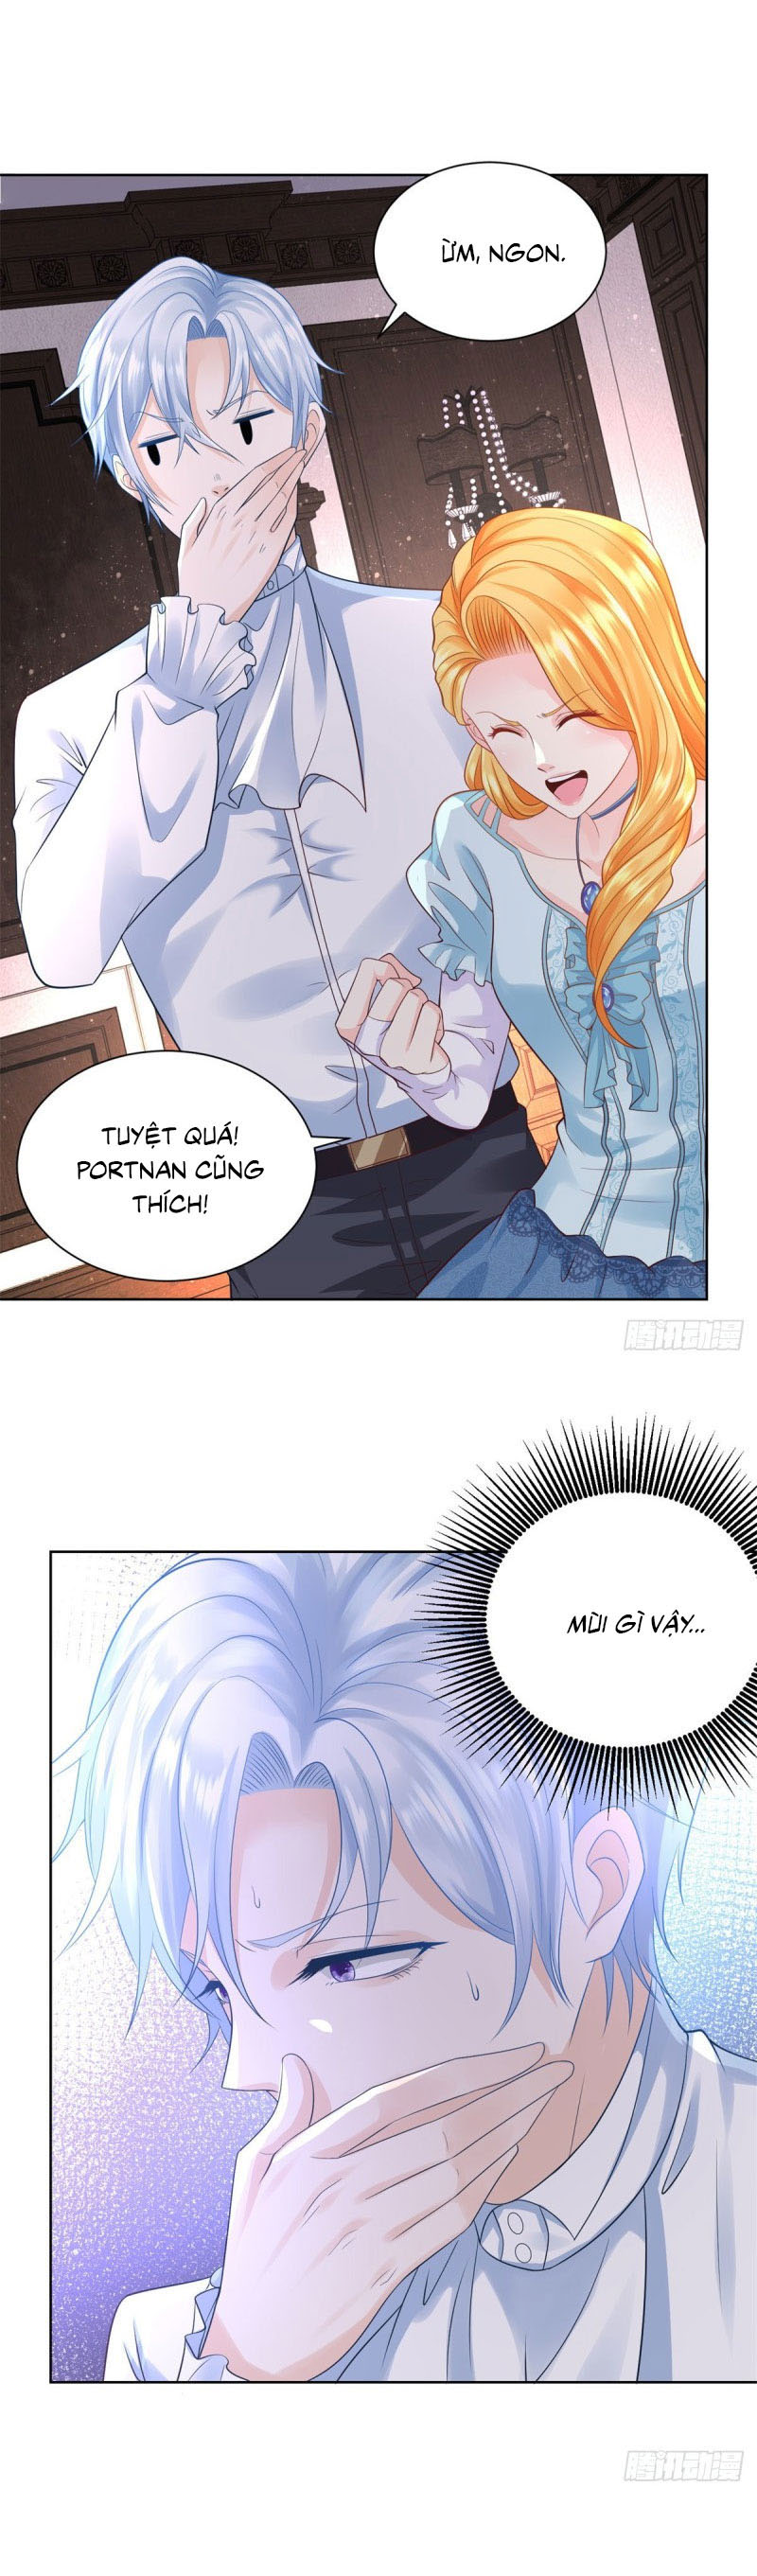 ỪM, NGON.
TUYỆT QUÁ!
PORTNAN CŨNG
THÍCH!
腾讯动漫
MÙI GÌ VẬY...
腾讯动漫